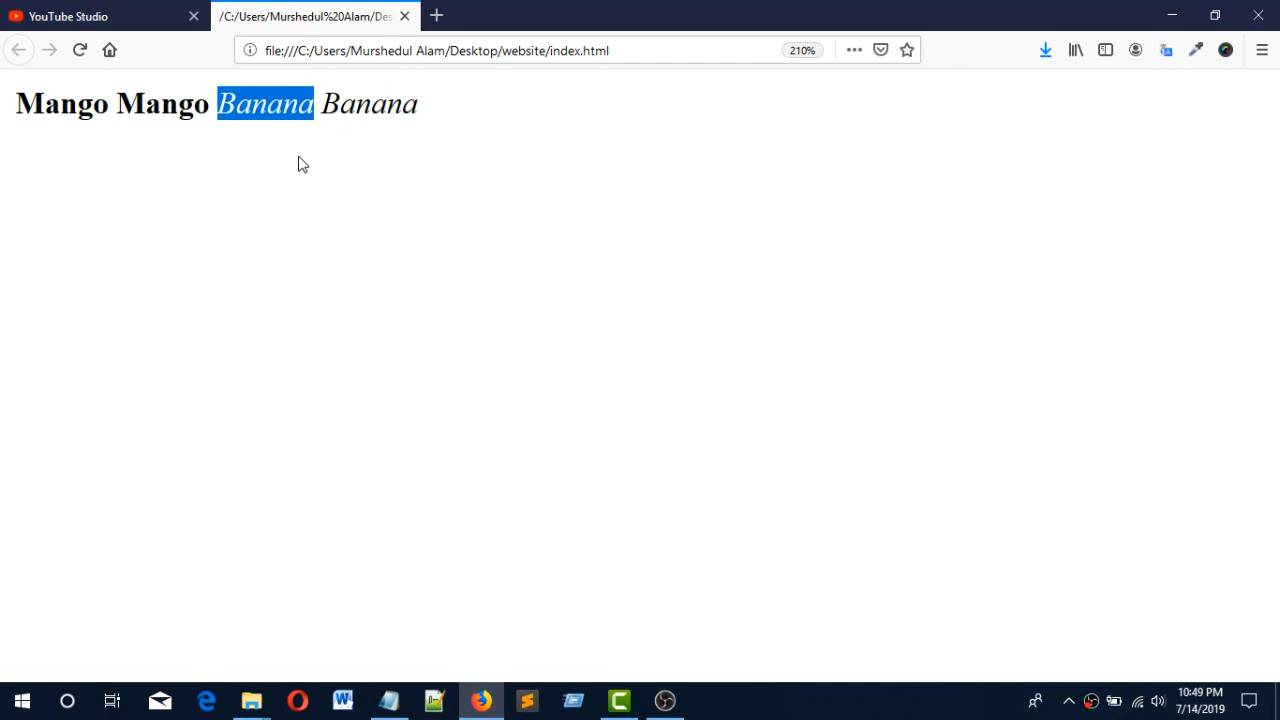 YouTube Studio
/C:/Users/Murshedul%20Alam/Des
file:///C:/Users/Murshedul Alam/Desktop/website/index.html
210%
Mango Mango Banana Banana
10:49 PM
7/14/2019